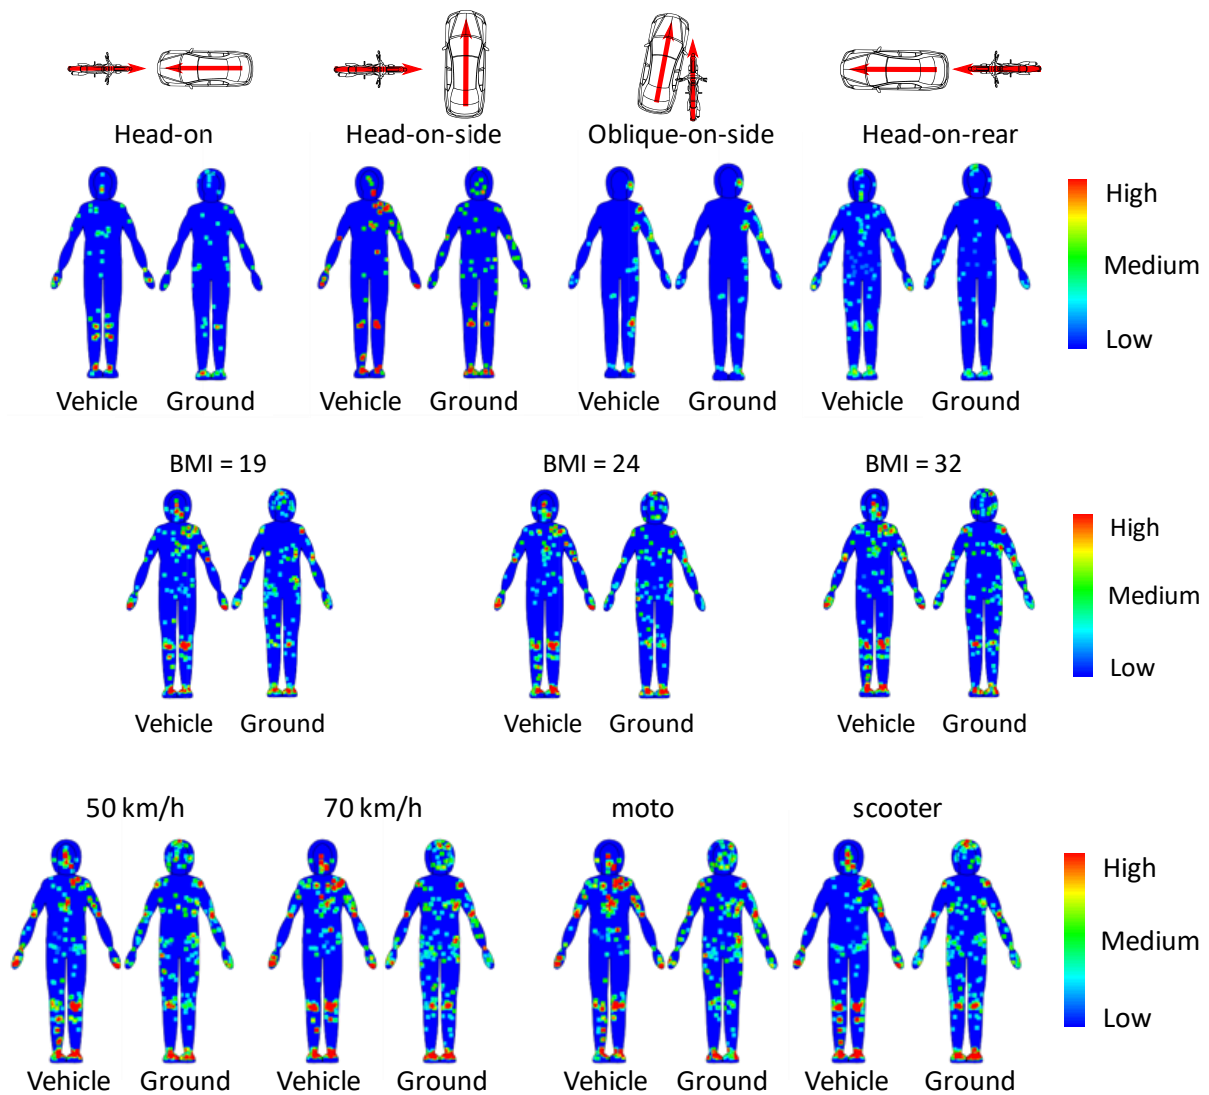 Head-on Head-on-side Oblique-on-side Head-on-rear
High
Medium
Low
Vehicle Ground Vehicle Ground Vehicle Ground Vehicle Ground
BMI = 19 BMI = 24 BMI = 32
High
Medium
Low
Vehicle Ground Vehicle Ground Vehicle Ground
50 km/h 70 km/h moto scooter
High
Medium
Low
Vehicle Ground Vehicle Ground Vehicle Ground Vehicle Ground